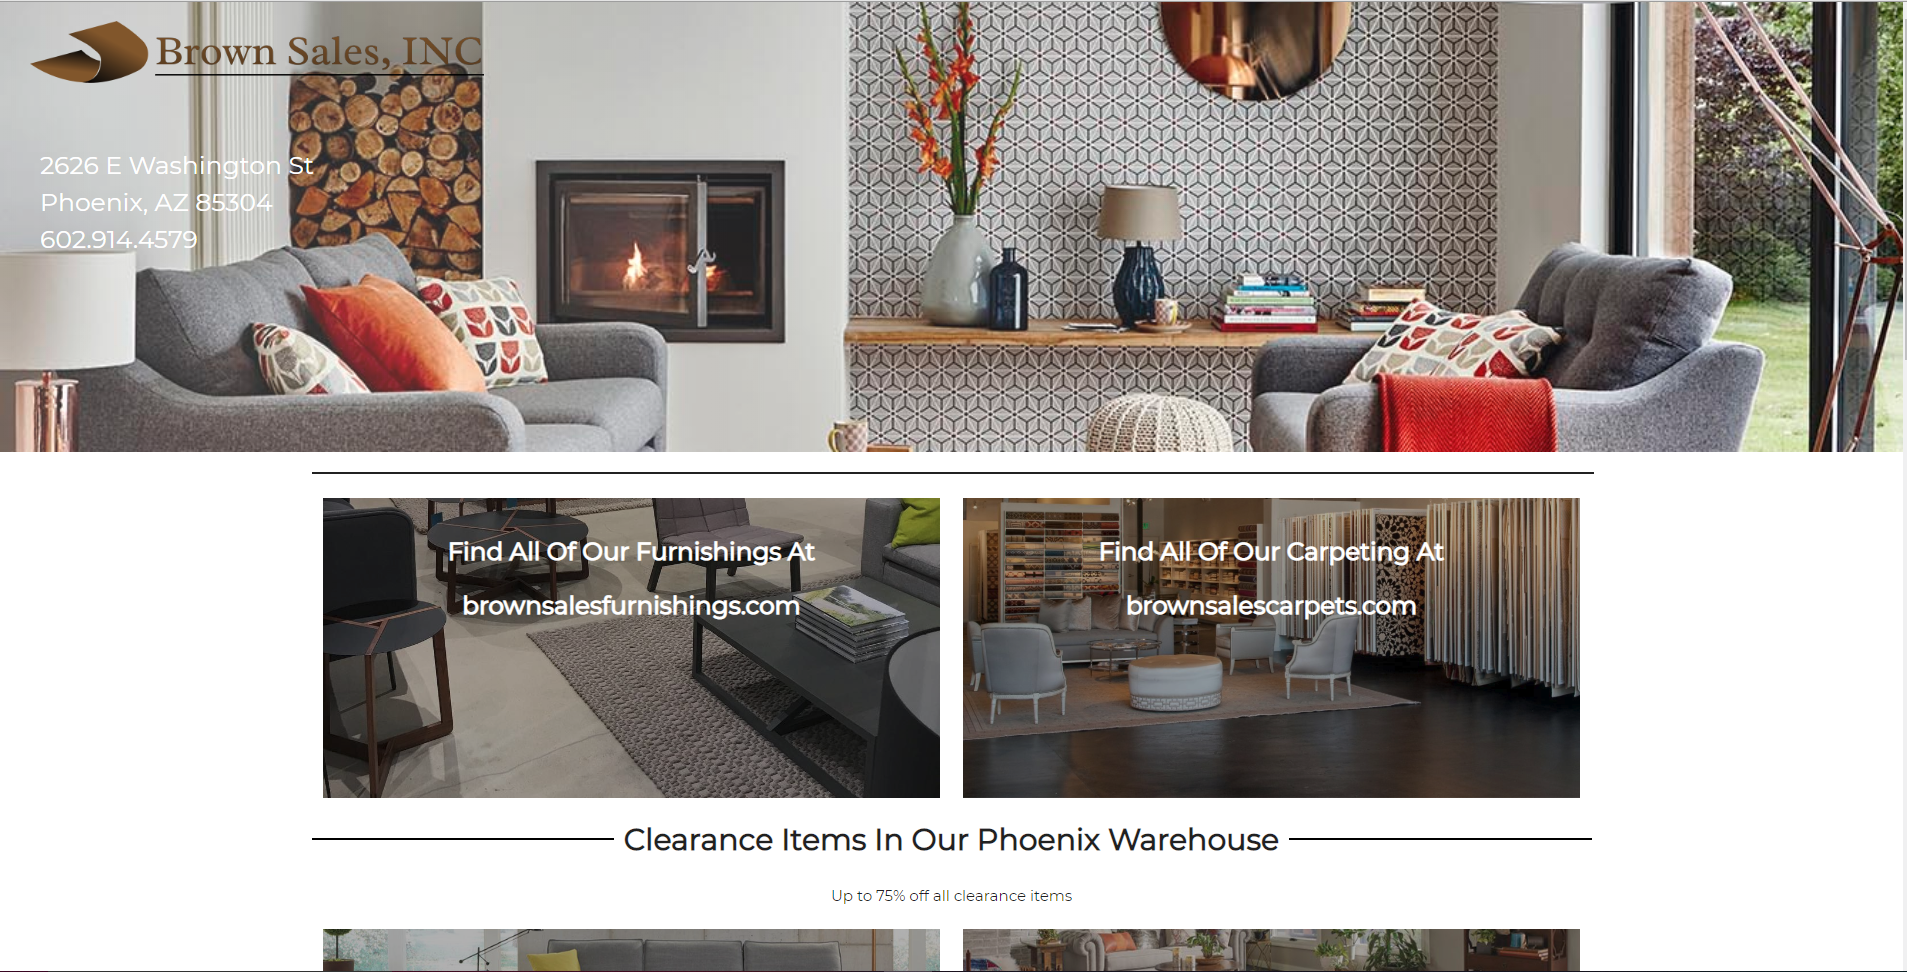 Brown Sales, INC
2626 E Washington St
Phoenix, AZ 85304
602.914.4579
Find All Of Our Furnishings At
brownsalesfurnishings.com
Find All Of Our Carpeting At
brownsalescarpets.com
Clearance Items In Our Phoenix Warehouse
Up to 75% off all clearance items